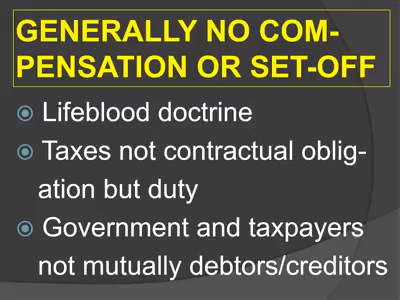 GENERALLY NO COM-
PENSATION OR SET-OFF
Lifeblood doctrine
Taxes not contractual oblig-
ation but duty
Government and taxpayers
not mutually debtors/creditors